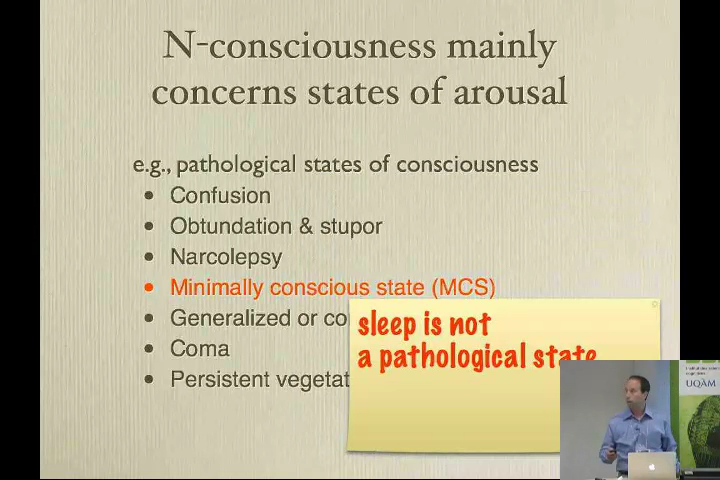 N-consciousness mainly
concerns states of arousal
e.g., pathological states of consciousness
• Confusion
• Obtundation & stupor
• Narcolepsy
• Minimally conscious state (MCS)
• Generalized or co
• Coma
• Persistent vegetat
sleep is not
a pathological state
UQÀM